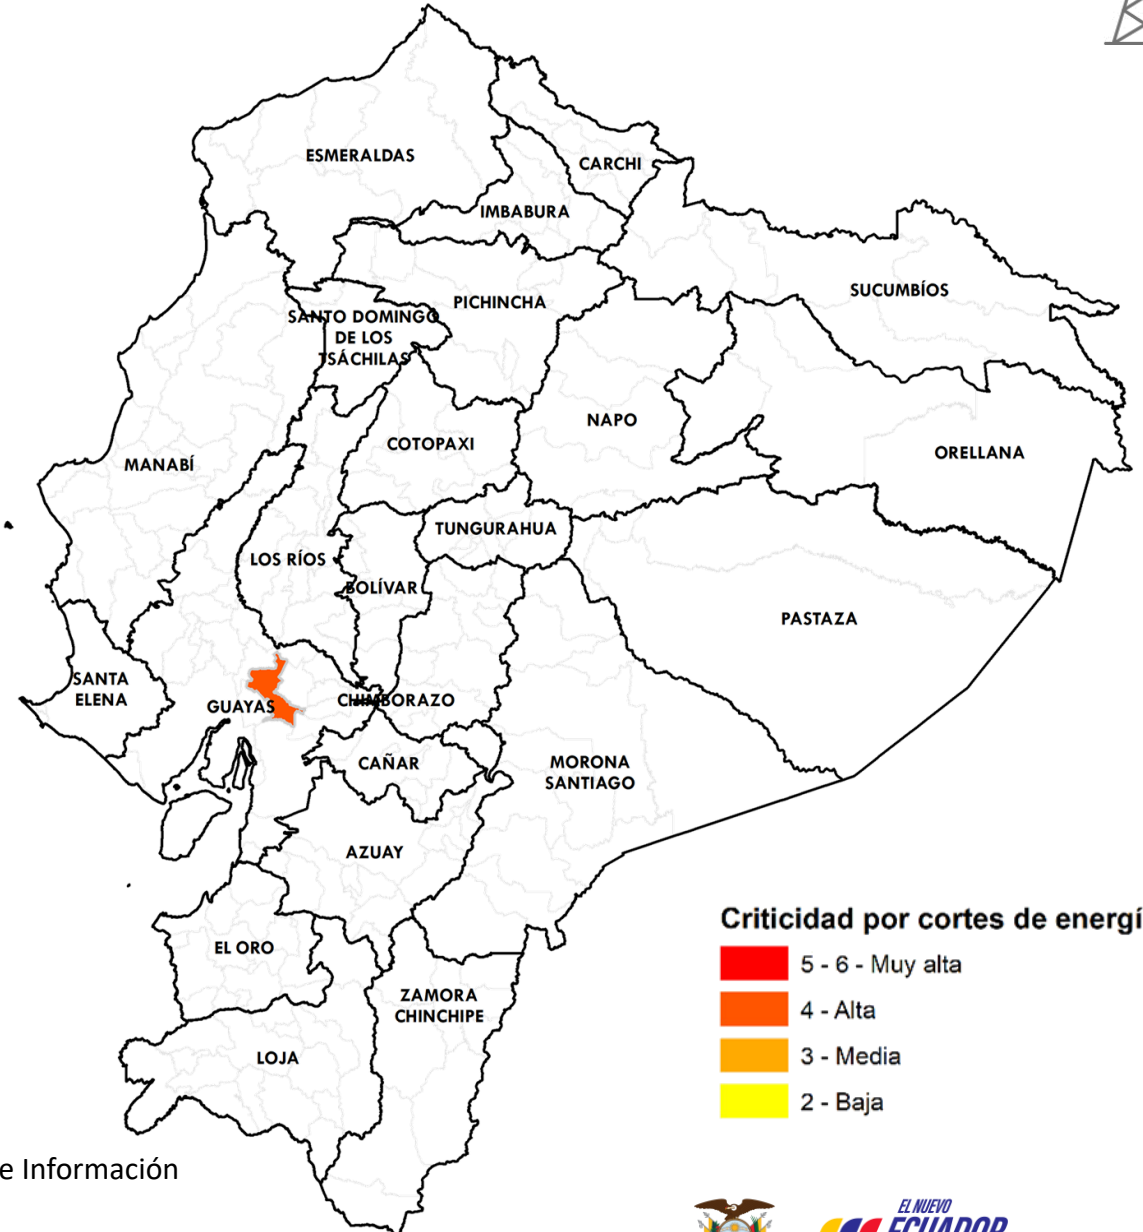 ESMERALDAS
CARCHI
IMBABURA
SUCUMBÍOS
PICHINCHA
SANTO DOMINGO
DE LOS
TSÁCHILAS
NAPO
COTOPAXI
ORELLANA
MANABÍ
TUNGURAHUA
LOS RÍOS
BOLÍVAR
PASTAZA
SANTA
ELENA
GUAYAS
CHIMBORAZO
CAÑAR
MORONA
SANTIAGO
AZUAY
EL ORO
ZAMORA
CHINCHIPE
LOJA
Criticidad por cortes de energí
5 - 6 - Muy alta
4 - Alta
3 - Media
2 - Baja
e Información
EL NUEVO
ECUADOR